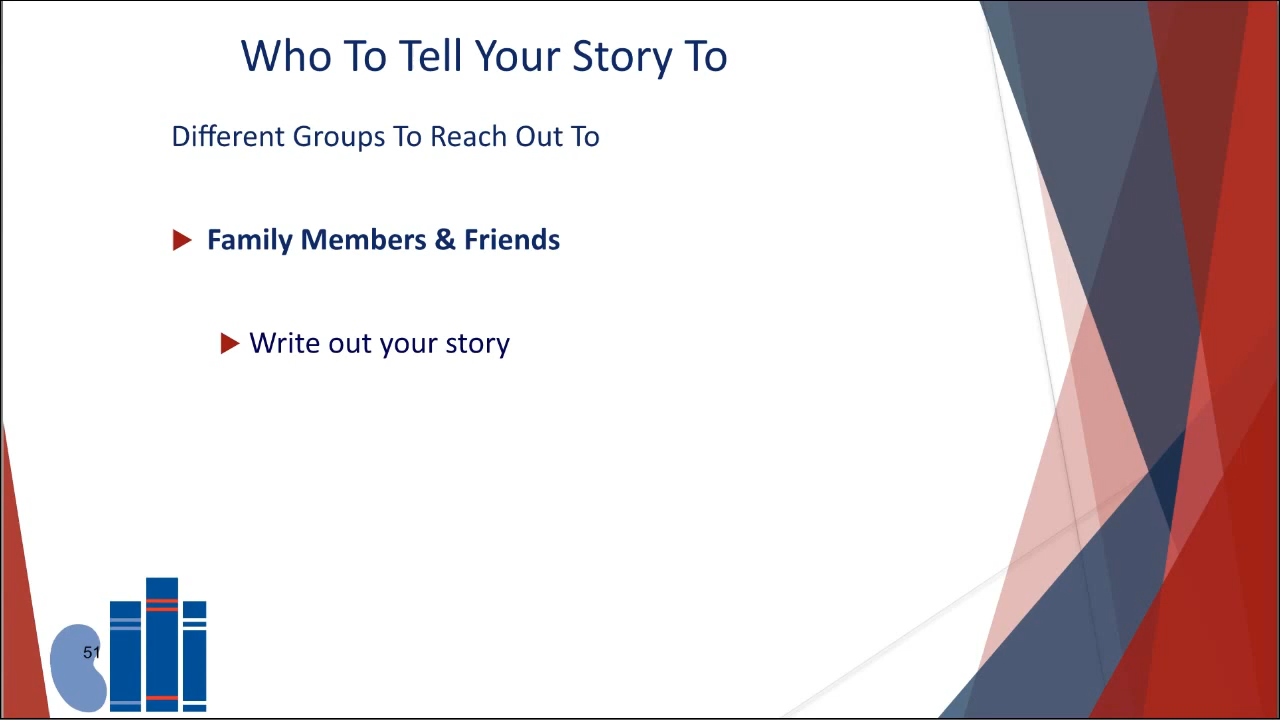 Who To Tell Your Story To
Different Groups To Reach Out To
Family Members & Friends
Write out your story
51